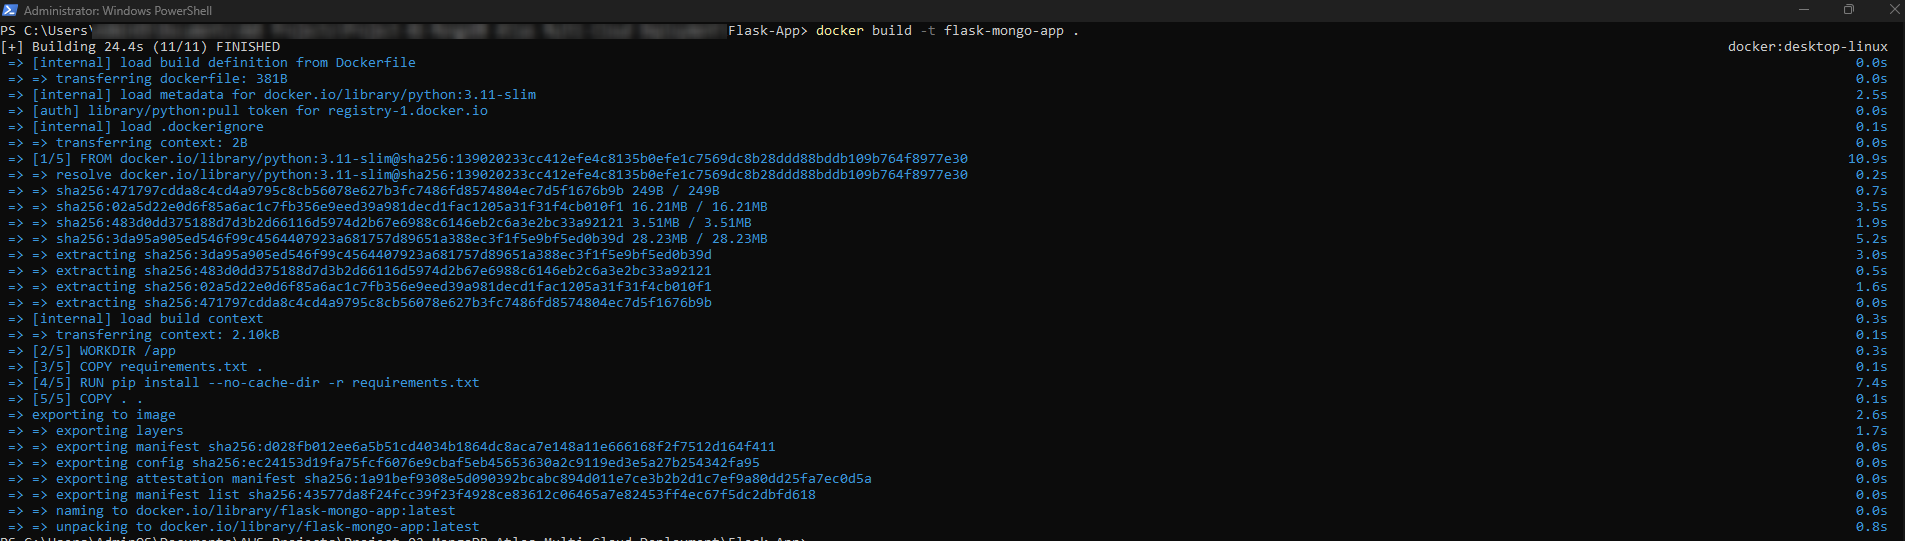 Administrator: Windows PowerShell
PS C:\Users\ Flask-App> docker build -t flask-mongo-app .
[+] Building 24.4s (11/11) FINISHED docker:desktop-linux
=> [internal] load build definition from Dockerfile 0.0s
=> => transferring dockerfile: 381B 0.0s
=> [internal] load metadata for docker.io/library/python:3.11-slim 2.5s
=> [auth] library/python:pull token for registry-1.docker.io 0.0s
=> [internal] load .dockerignore 0.1s
=> => transferring context: 2B 0.0s
=> [1/5] FROM docker.io/library/python:3.11-slim@sha256:139020233cc412efe4c8135b0efe1c7569dc8b28ddd88bddb109b764f8977e30 10.9s
=> => resolve docker.io/library/python:3.11-slim@sha256:139020233cc412efe4c8135b0efe1c7569dc8b28ddd88bddb109b764f8977e30 0.2s
=> => sha256:471797cdda8c4cd4a9795c8cb56078e627b3fc7486fd8574804ec7d5f1676b9b 249B / 249B 0.7s
=> => sha256:02a5d22e0d6f85a6ac1c7fb356e9eed39a981decd1fac1205a31f31f4cb010f1 16.21MB / 16.21MB 3.5s
=> => sha256:483d0dd375188d7d3b2d66116d5974d2b67e6988c6146eb2c6a3e2bc33a92121 3.51MB / 3.51MB 1.9s
=> => sha256:3da95a905ed546f99c4564407923a681757d89651a388ec3f1f5e9bf5ed0b39d 28.23MB / 28.23MB 5.2s
=> => extracting sha256:3da95a905ed546f99c4564407923a681757d89651a388ec3f1f5e9bf5ed0b39d 3.0s
=> => extracting sha256:483d0dd375188d7d3b2d66116d5974d2b67e6988c6146eb2c6a3e2bc33a92121 0.5s
=> => extracting sha256:02a5d22e0d6f85a6ac1c7fb356e9eed39a981decd1fac1205a31f31f4cb010f1 1.6s
=> => extracting sha256:471797cdda8c4cd4a9795c8cb56078e627b3fc7486fd8574804ec7d5f1676b9b 0.0s
=> [internal] load build context 0.3s
=> => transferring context: 2.10kB 0.1s
=> [2/5] WORKDIR /app 0.3s
=> [3/5] COPY requirements.txt . 0.1s
=> [4/5] RUN pip install --no-cache-dir -r requirements.txt 7.4s
=> [5/5] COPY . . 0.1s
=> exporting to image 2.6s
=> => exporting layers 1.7s
=> => exporting manifest sha256:d028fb012ee6a5b51cd4034b1864dc8aca7e148a11e666168f2f7512d164f411 0.0s
=> => exporting config sha256:ec24153d19fa75fcf6076e9cbaf5eb45653630a2c9119ed3e5a27b254342fa95 0.0s
=> => exporting attestation manifest sha256:1a91bef9308e5d090392bcabc894d011e7ce3b2b2d1c7ef9a80dd25fa7ec0d5a 0.0s
=> => exporting manifest list sha256:43577da8f24fcc39f23f4928ce83612c06465a7e82453ff4ec67f5dc2dbfd618 0.0s
=> => naming to docker.io/library/flask-mongo-app:latest 0.0s
=> => unpacking to docker.io/library/flask-mongo-app:latest 0.8s